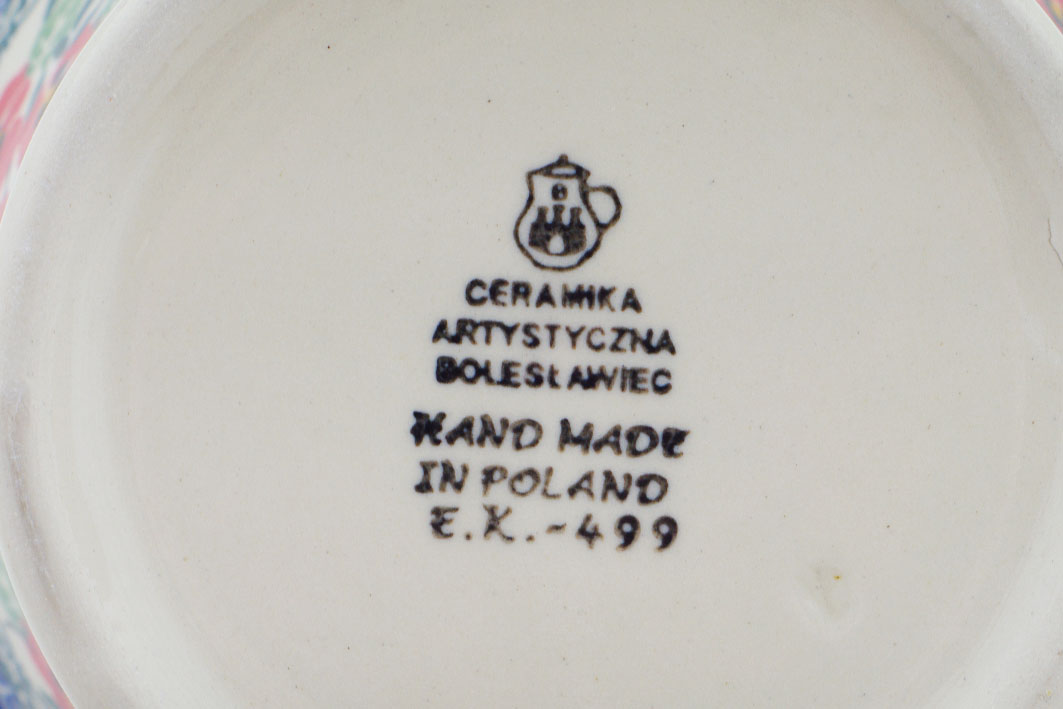 CERAMIKA
ARTYSTYCZNA
BOLESŁAWIEC
HAND MADE
IN POLAND
E.K.-499